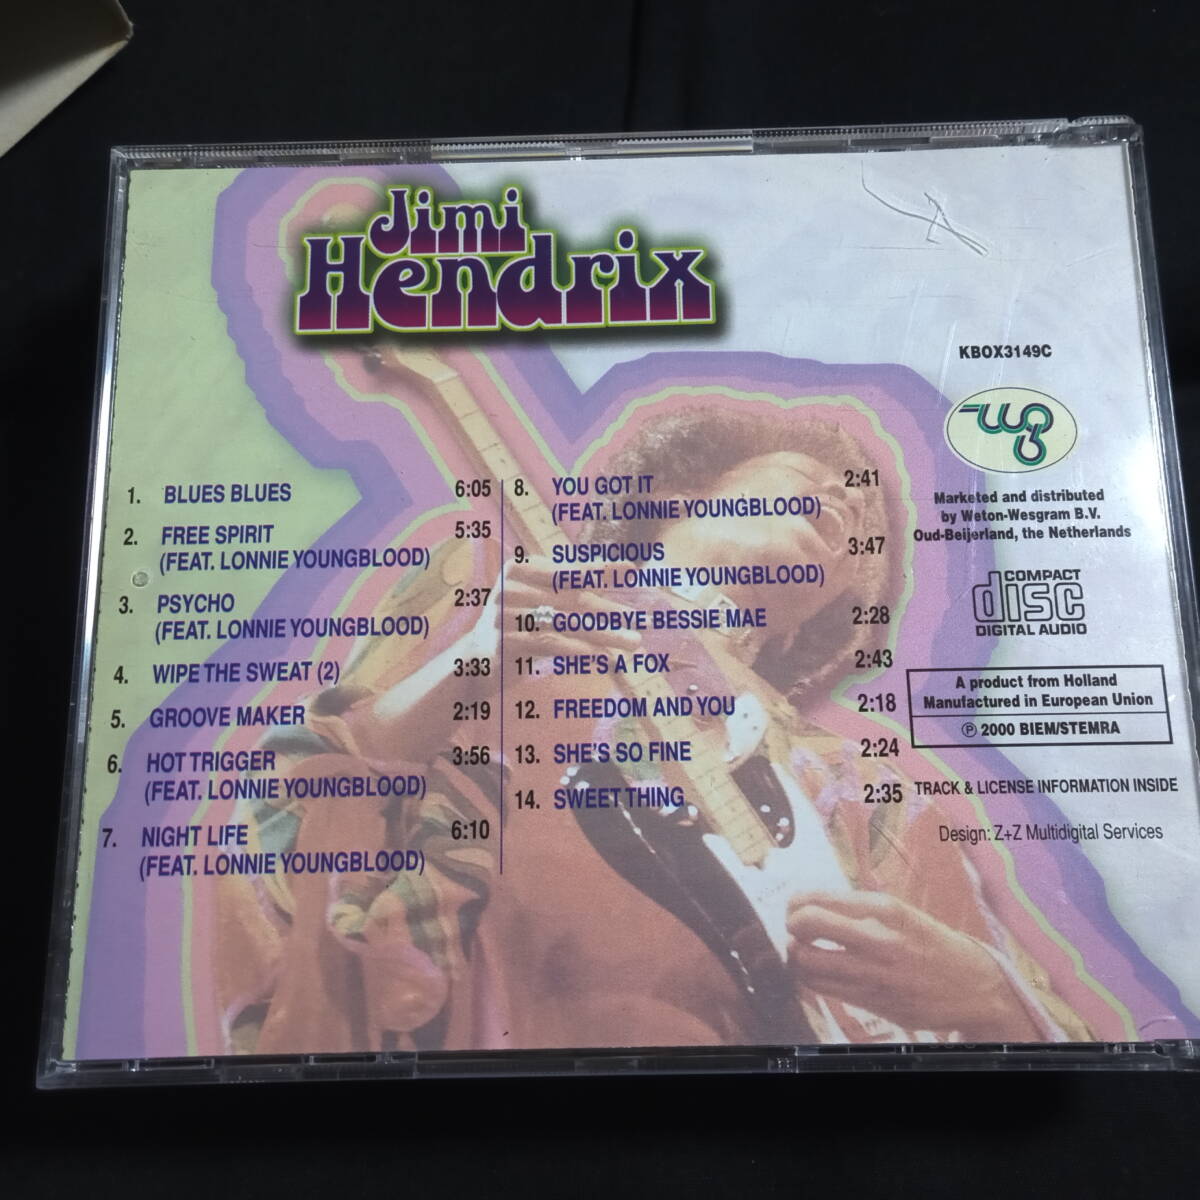 Jimi
Hendrix
KBOX3149C
Marketed and distributed
by Weton-Wesgram B.V.
Oud-Beijerland, the Netherlands
COMPACT
disc
DIGITAL AUDIO
A product from Holland
Manufactured in European Union
℗ 2000 BIEM/STEMRA
TRACK & LICENSE INFORMATION INSIDE
Design: Z+Z Multidigital Services
1. BLUES BLUES 6:05
2. FREE SPIRIT 5:35
(FEAT. LONNIE YOUNGBLOOD)
3. PSYCHO 2:37
(FEAT. LONNIE YOUNGBLOOD)
4. WIPE THE SWEAT (2) 3:33
5. GROOVE MAKER 2:19
6. HOT TRIGGER 3:56
(FEAT. LONNIE YOUNGBLOOD)
7. NIGHT LIFE 6:10
(FEAT. LONNIE YOUNGBLOOD)
8. YOU GOT IT 2:41
(FEAT. LONNIE YOUNGBLOOD)
9. SUSPICIOUS 3:47
(FEAT. LONNIE YOUNGBLOOD)
10. GOODBYE BESSIE MAE 2:28
11. SHE'S A FOX 2:43
12. FREEDOM AND YOU 2:18
13. SHE'S SO FINE 2:24
14. SWEET THING 2:35